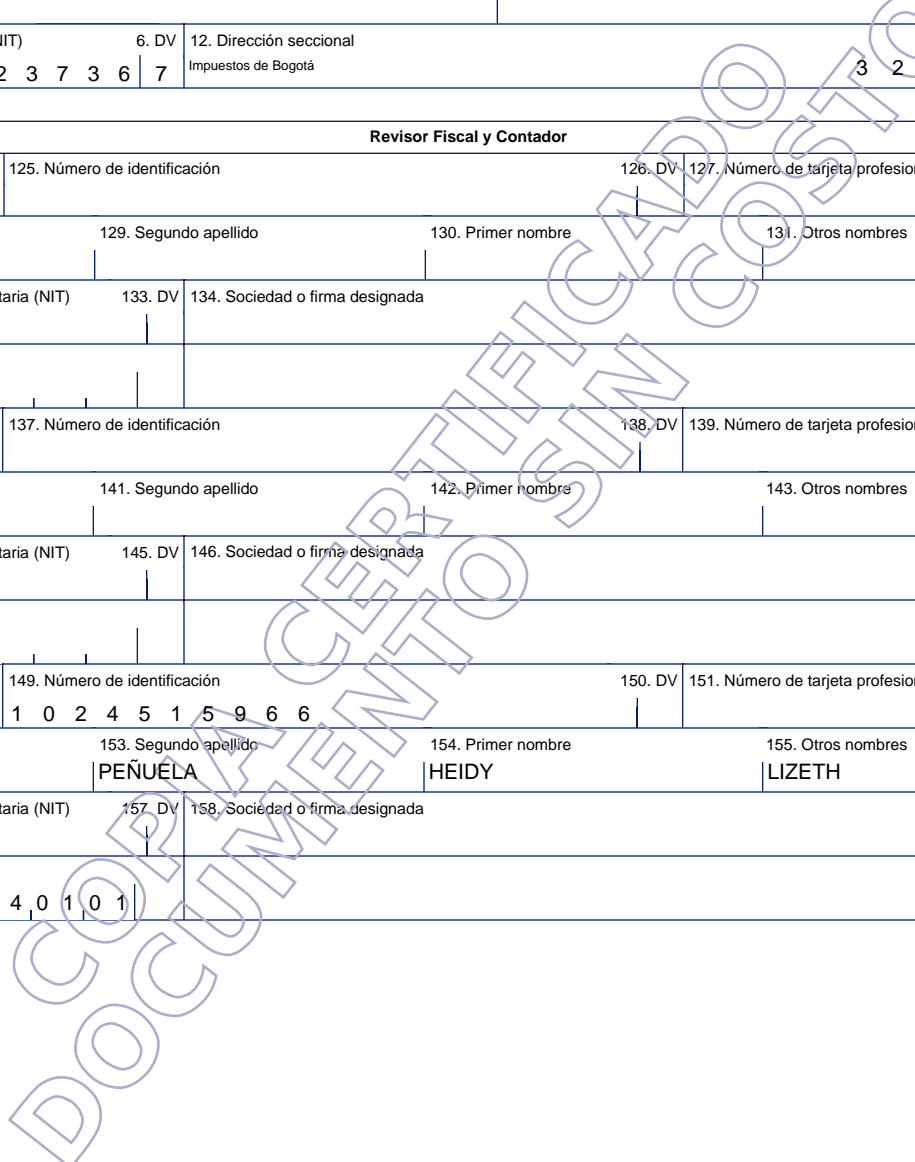 NIT) 6. DV 12. Dirección seccional
2 3 7 3 6 7 Impuestos de Bogotá 3 2
Revisor Fiscal y Contador
125. Número de identificación 126. DV 127. Número de tarjeta profesion
129. Segundo apellido 130. Primer nombre 131. Otros nombres
taria (NIT) 133. DV 134. Sociedad o firma designada
137. Número de identificación 138. DV 139. Número de tarjeta profesion
141. Segundo apellido 142. Primer nombre 143. Otros nombres
taria (NIT) 145. DV 146. Sociedad o firma designada
149. Número de identificación 150. DV 151. Número de tarjeta profesion
1 0 2 4 5 1 5 9 6 6
153. Segundo apellido 154. Primer nombre 155. Otros nombres
PEÑUELA HEIDY LIZETH
taria (NIT) 157. DV 158. Sociedad o firma designada
4 0 1 0 1
COPIA CERTIFICADO
DOCUMENTO SIN COSTO